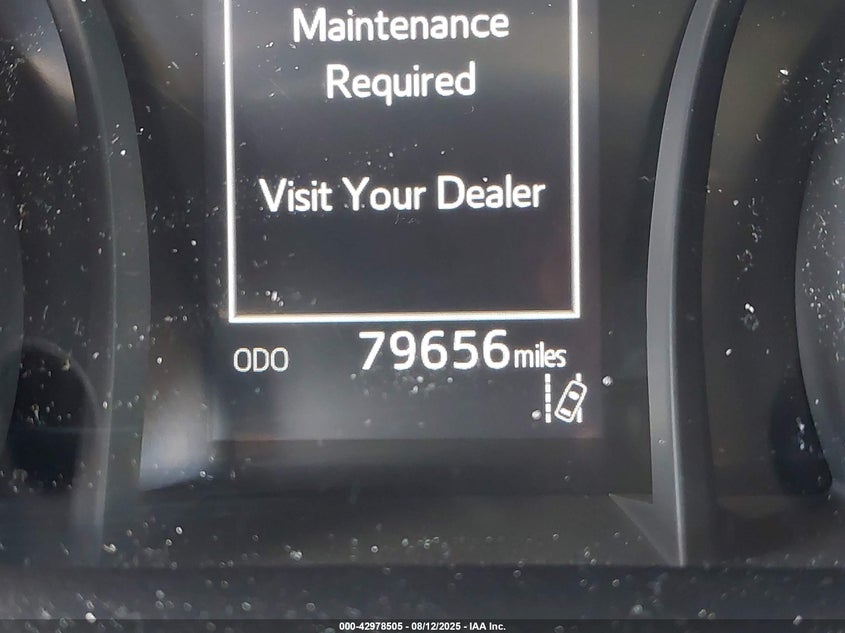 Maintenance
Required
Visit Your Dealer
ODO 79656 miles
000-42978505 - 08/12/2025 - IAA Inc.